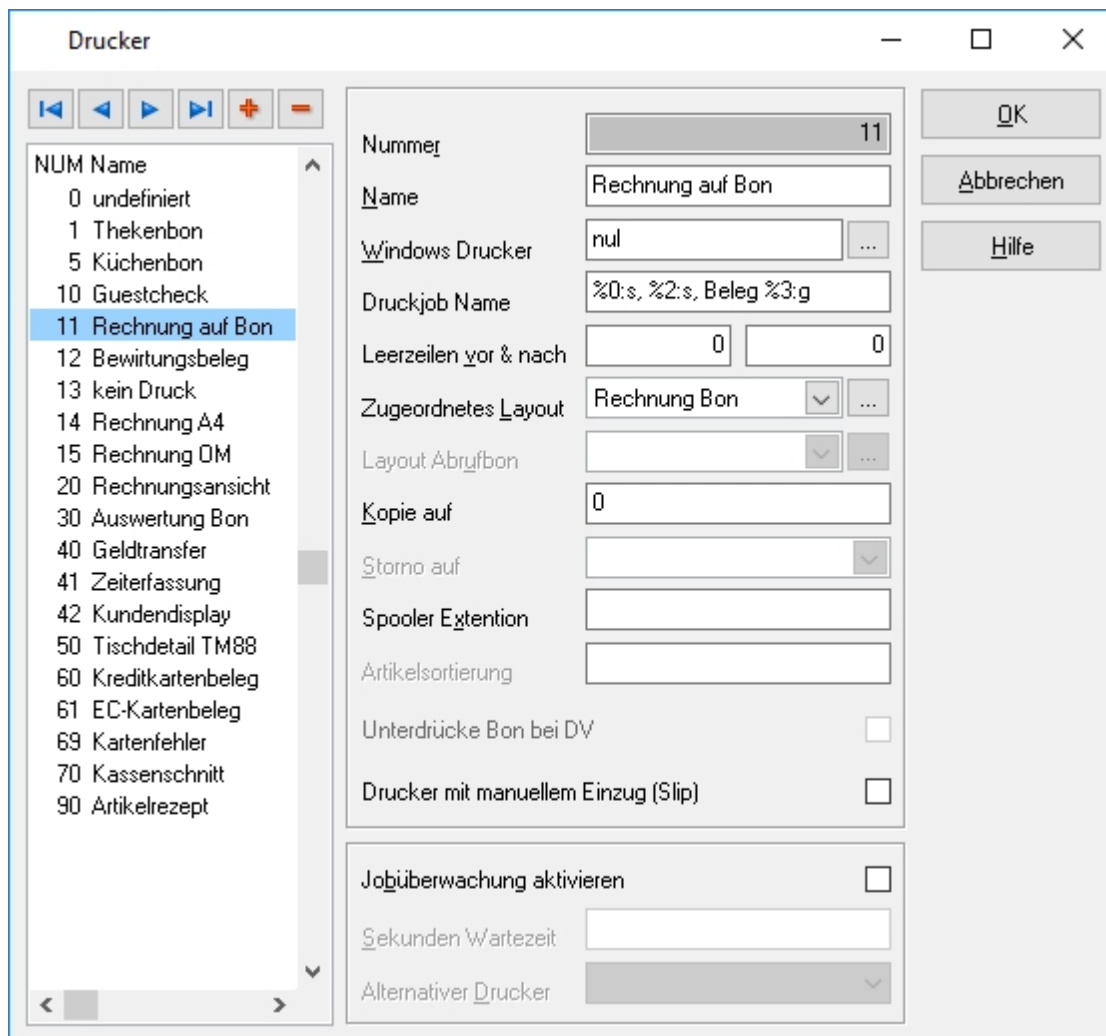 Drucker
NUM Name
0 undefiniert
1 Thekenbon
5 Küchenbon
10 Guestcheck
11 Rechnung auf Bon
12 Bewirtungsbeleg
13 kein Druck
14 Rechnung A4
15 Rechnung OM
20 Rechnungsansicht
30 Auswertung Bon
40 Geldtransfer
41 Zeiterfassung
42 Kundendisplay
50 Tischdetail TM88
60 Kreditkartenbeleg
61 EC-Kartenbeleg
69 Kartenfehler
70 Kassenschnitt
90 Artikelrezept
Nummer 11
Name Rechnung auf Bon
Windows Drucker nul ...
Druckjob Name %0:s, %2:s, Beleg %3:g
Leerzeilen vor & nach 0 0
Zugeordnetes Layout Rechnung Bon ...
Layout Abrufbon ...
Kopie auf 0
Storno auf
Spooler Extention
Artikelsortierung
Unterdrücke Bon bei DV
Drucker mit manuellem Einzug (Slip)
Jobüberwachung aktivieren
Sekunden Wartezeit
Alternativer Drucker
OK
Abbrechen
Hilfe